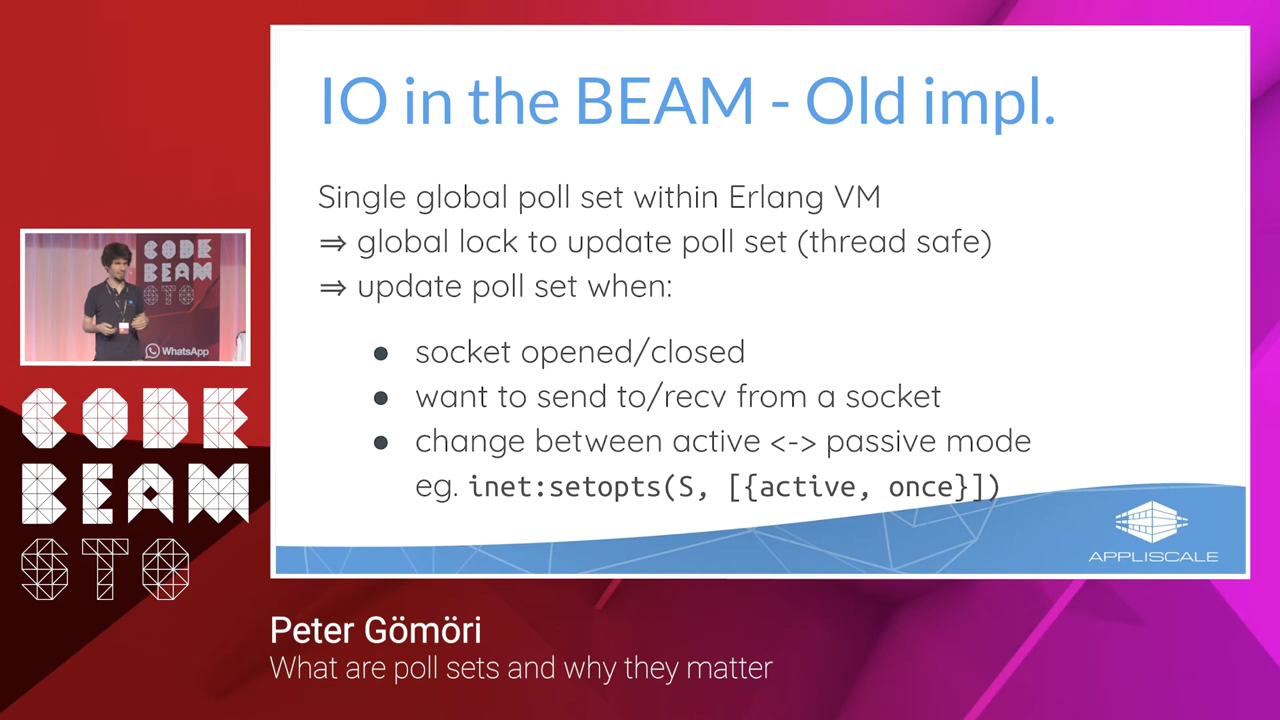 IO in the BEAM - Old impl.
Single global poll set within Erlang VM
⇒ global lock to update poll set (thread safe)
⇒ update poll set when:
● socket opened/closed
● want to send to/recv from a socket
● change between active <-> passive mode
eg. inet:setopts(S, [{active, once}])
APPLISCALE
CODE
BEAM
STO
WhatsApp
CODE
BEAM
STO
Peter Gömöri
What are poll sets and why they matter